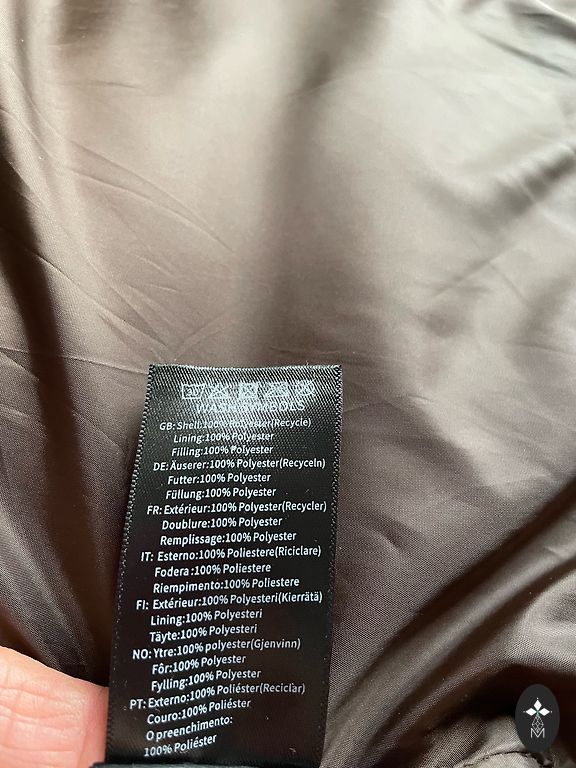 WASH SYMBOLS
GB: Shell:100% Polyester(Recycle)
Lining:100% Polyester
Filling:100% Polyester
DE: Äuserer:100% Polyester(Recyceln)
Futter:100% Polyester
Füllung:100% Polyester
FR: Extérieur:100% Polyester(Recycler)
Doublure:100% Polyester
Remplissage:100% Polyester
IT: Esterno:100% Poliestere(Riciclare)
Fodera :100% Poliestere
Riempimento:100% Poliestere
FI: Extérieur:100% Polyesteri(Kierrätä)
Lining:100% Polyesteri
Täyte:100% Polyesteri
NO: Ytre:100% polyester(Gjenvinn)
Fôr:100% Polyester
Fylling:100% Polyester
PT: Externo:100% Poliéster(Reciclar)
Couro:100% Poliéster
O preenchimento:
100% Poliéster
M